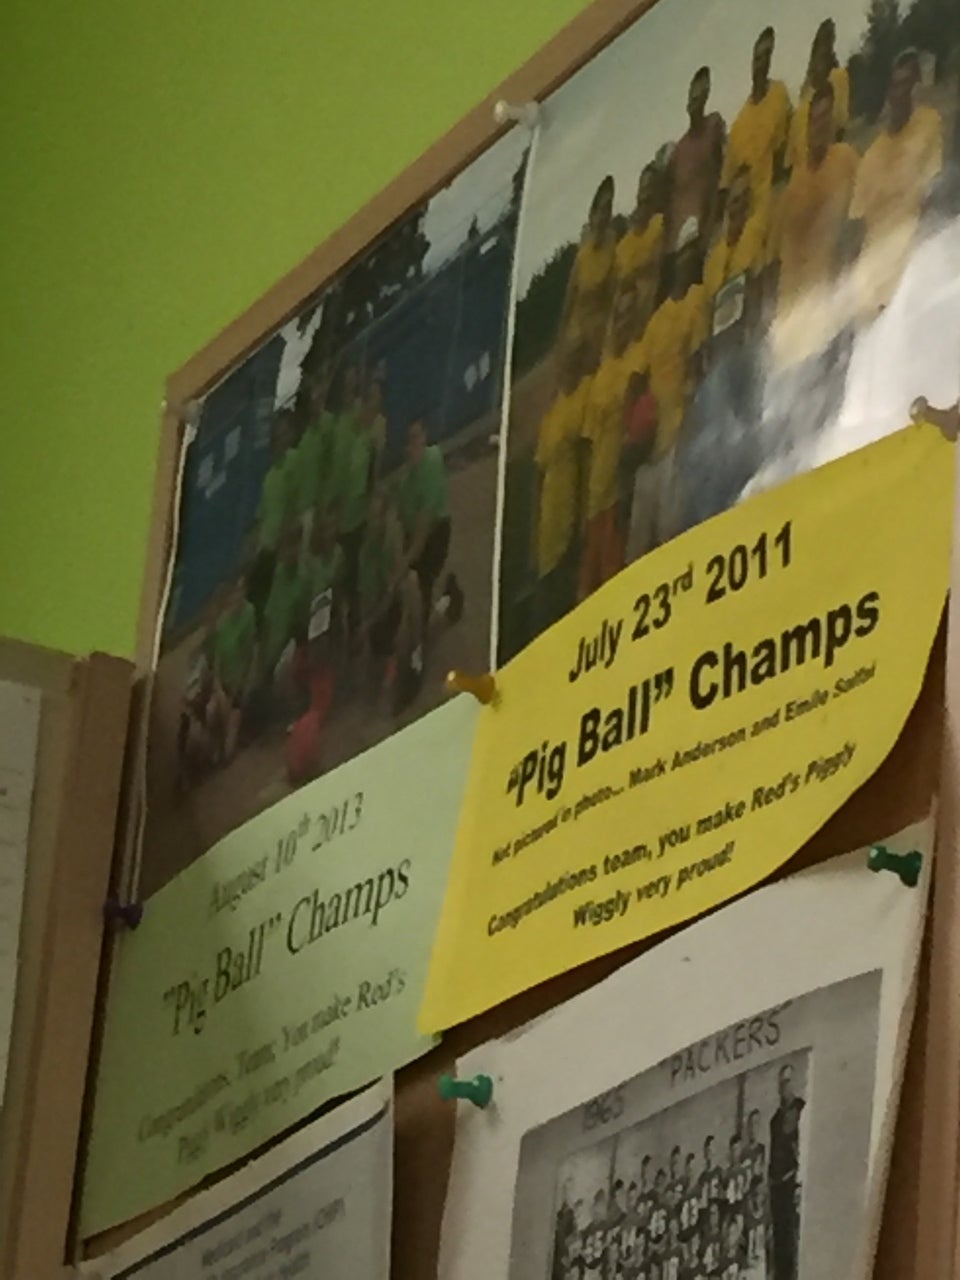 July 23rd 2011
"Pig Ball" Champs
Not pictured in photo... Mark Anderson and Emile
Congratulations team, you make Red's Piggly
Wiggly very proud!
August 10th 2013
"Pig Ball" Champs
Congratulations, Team. You make Red's
Piggly Wiggly very proud!
1965 PACKERS